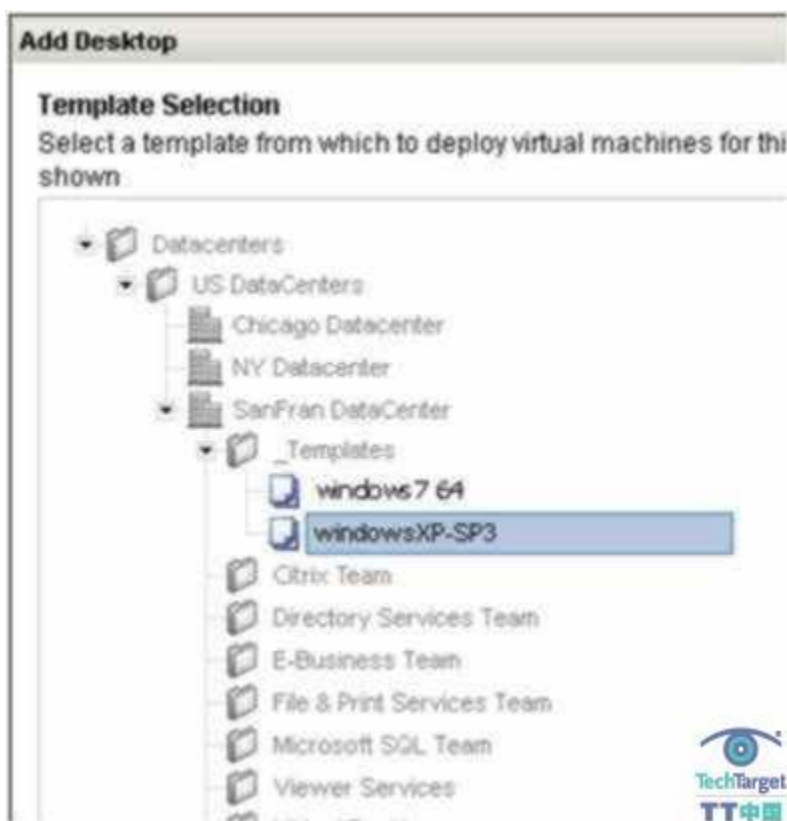 Add Desktop
Template Selection
Select a template from which to deploy virtual machines for thi
shown
Datacenters
US DataCenters
Chicago Datacenter
NY Datacenter
SanFran DataCenter
_Templates
windows7 64
windowsXP-SP3
Citrix Team
Directory Services Team
E-Business Team
File & Print Services Team
Microsoft SQL Team
Viewer Services
TechTarget
TT中国